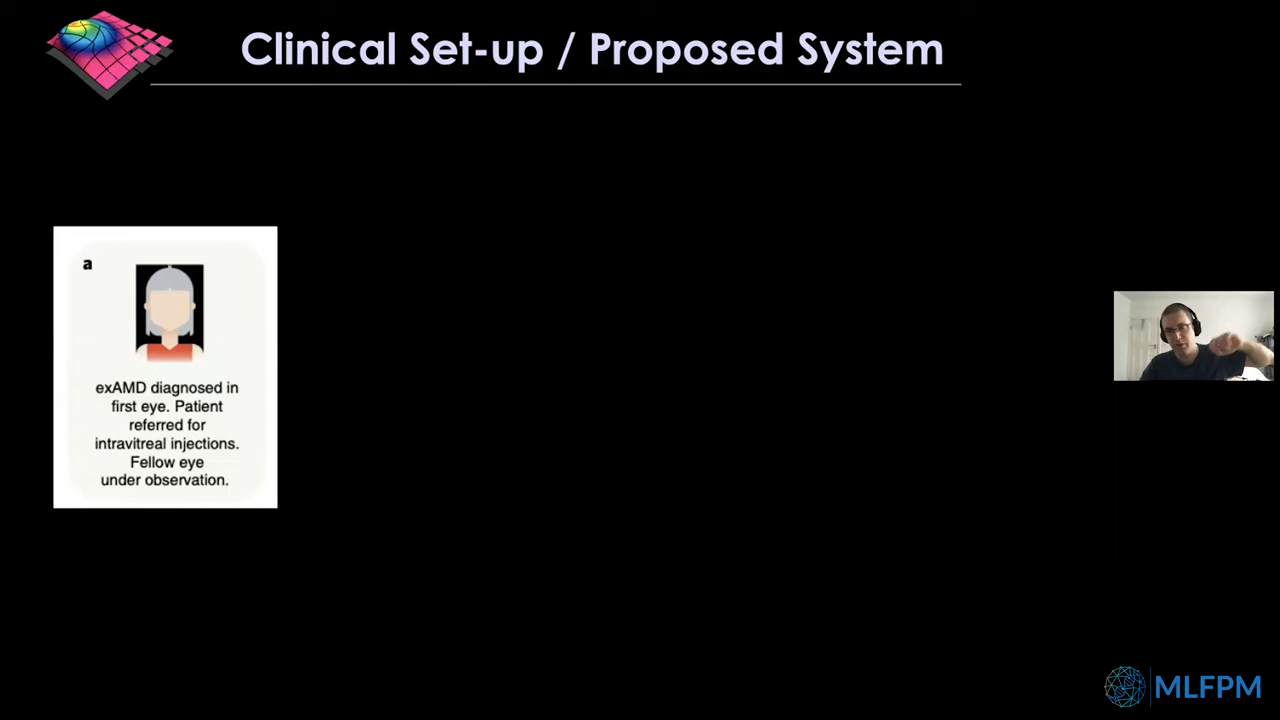 Clinical Set-up / Proposed System
a
exAMD diagnosed in
first eye. Patient
referred for
intravitreal injections.
Fellow eye
under observation.
MLFPM